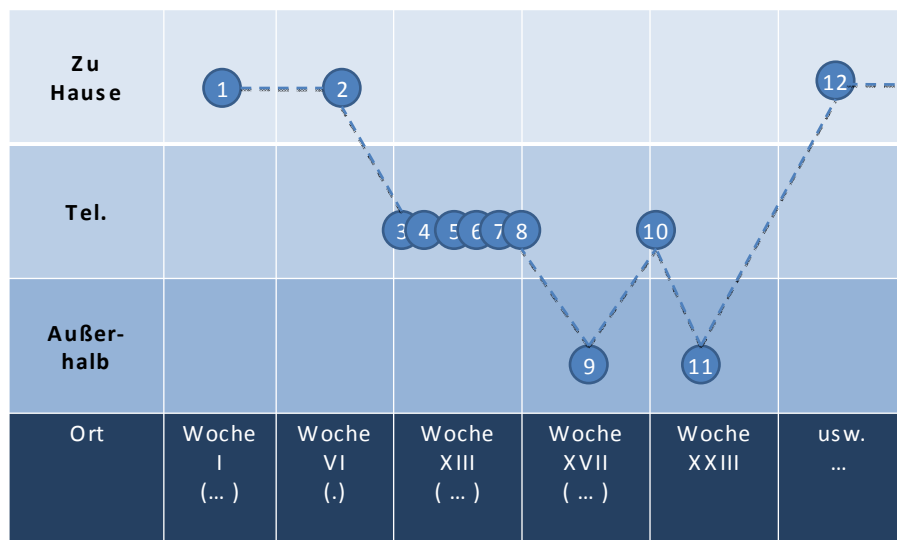 Zu
Hause
1
2
12
Tel.
3 4 5 6 7 8
10
Außer-
halb
9
11
Ort
Woche
I
(... )
Woche
VI
(.)
Woche
XIII
( ... )
Woche
XVII
( ... )
Woche
XXIII
usw.
...